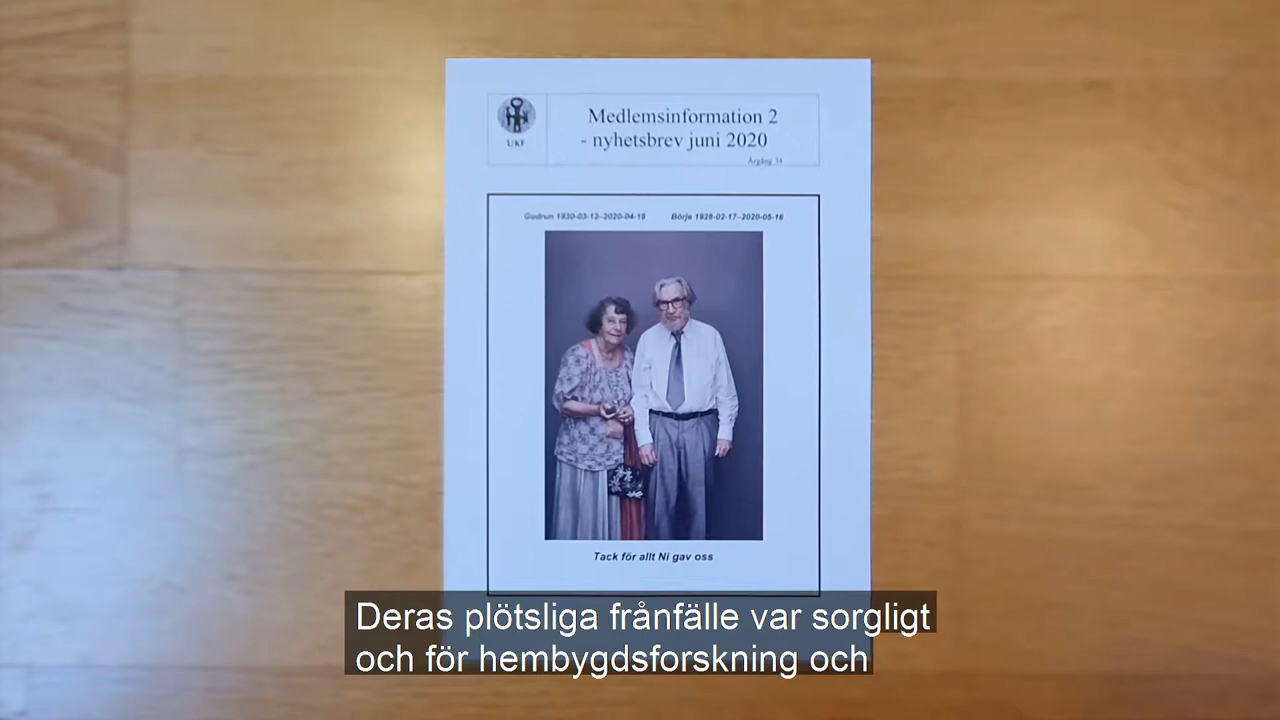 UKF
Medlemsinformation 2
- nyhetsbrev juni 2020
Årgång 34
Gudrun 1930-03-12–2020-04-18 Börje 1928-02-17–2020-05-16
Tack för allt Ni gav oss
Deras plötsliga frånfälle var sorgligt
och för hembygdsforskning och